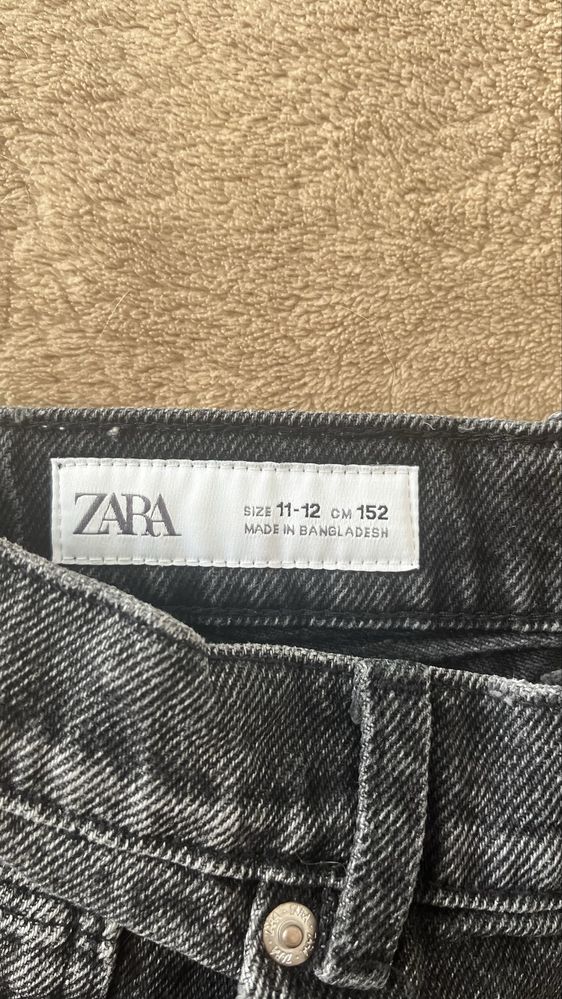 ZARA
SIZE 11-12 CM 152
MADE IN BANGLADESH